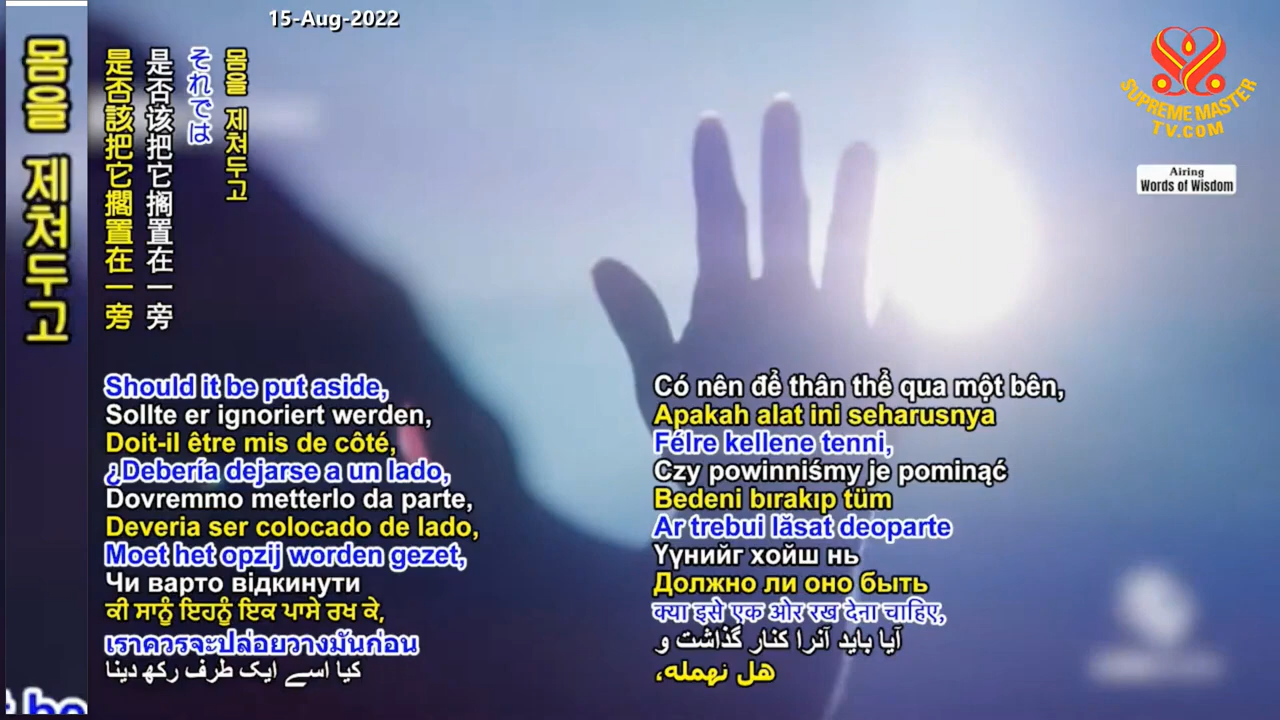 15-Aug-2022
SUPREME MASTER
TV.COM
Airing
Words of Wisdom
몸을 제쳐두고
몸을 제쳐두고
それでは
是否该把它搁置在一旁
是否該把它擱置在一旁
Should it be put aside,
Sollte er ignoriert werden,
Doit-il être mis de côté,
¿Debería dejarse a un lado,
Dovremmo metterlo da parte,
Deveria ser colocado de lado,
Moet het opzij worden gezet,
Чи варто відкинути
ਕੀ ਸਾਨੂੰ ਇਹਨੂੰ ਇਕ ਪਾਸੇ ਰਖ ਕੇ,
เราควรจะปล่อยวางมันก่อน
کیا اسے ایک طرف رکھ دینا
Có nên để thân thể qua một bên,
Apakah alat ini seharusnya
Félre kellene tenni,
Czy powinniśmy je pominąć
Bedeni bırakıp tüm
Ar trebui lăsat deoparte
Үүнийг хойш нь
Должно ли оно быть
क्या इसे एक ओर रख देना चाहिए,
آیا باید آنرا کنار گذاشت و
هل نهمله،
be